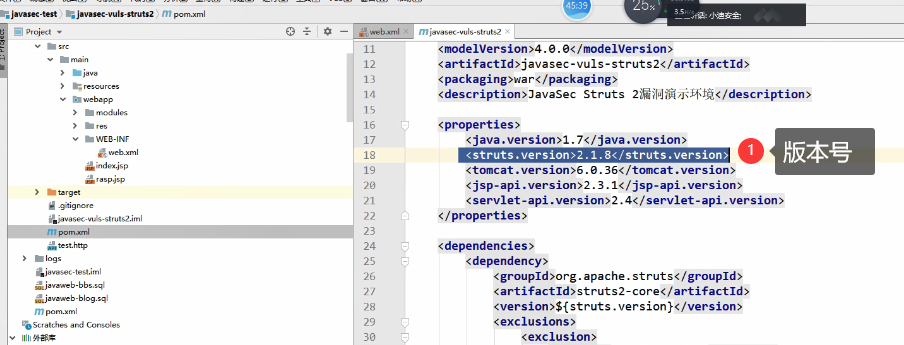 javasec-test
javasec-vuls-struts2
pom.xml
45:39
25%
3.5K/s
小迪安全
Project
web.xml
javasec-vuls-struts2
src
main
java
resources
webapp
modules
res
WEB-INF
web.xml
index.jsp
rasp.jsp
target
.gitignore
javasec-vuls-struts2.iml
pom.xml
test.http
logs
javasec-test.iml
javaweb-bbs.sql
javaweb-blog.sql
pom.xml
Scratches and Consoles
外部库
11 <modelVersion>4.0.0</modelVersion>
12 <artifactId>javasec-vuls-struts2</artifactId>
13 <packaging>war</packaging>
14 <description>JavaSec Struts 2漏洞演示环境</description>
15
16 <properties>
17 <java.version>1.7</java.version>
18 <struts.version>2.1.8</struts.version>
19 <tomcat.version>6.0.36</tomcat.version>
20 <jsp-api.version>2.3.1</jsp-api.version>
21 <servlet-api.version>2.4</servlet-api.version>
22 </properties>
23
24 <dependencies>
25 <dependency>
26 <groupId>org.apache.struts</groupId>
27 <artifactId>struts2-core</artifactId>
28 <version>${struts.version}</version>
29 <exclusions>
30 <exclusion>
1 版本号